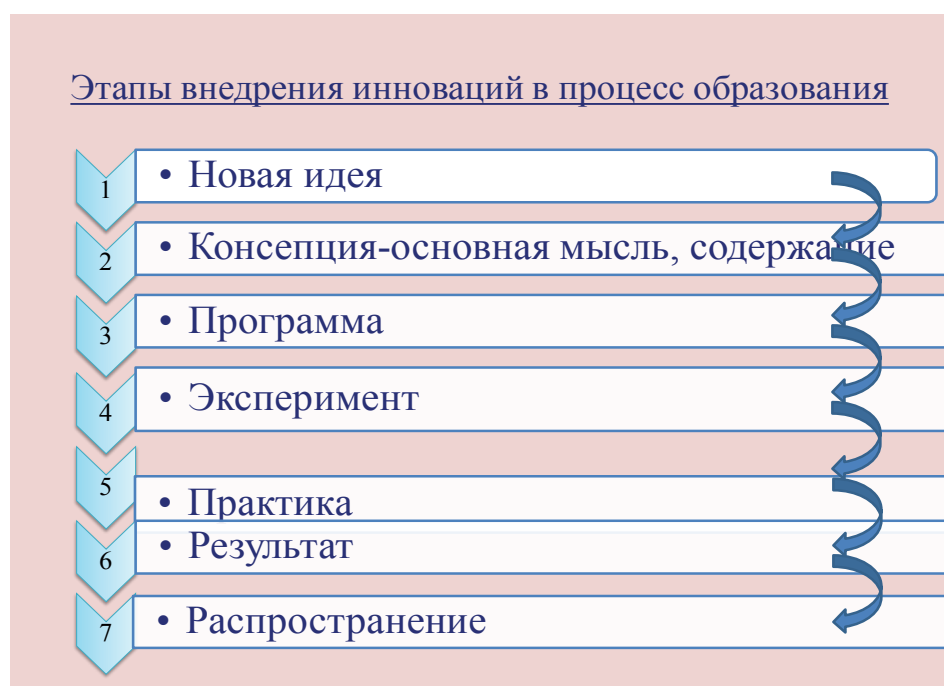 Этапы внедрения инноваций в процесс образования
1 • Новая идея
2 • Консепция-основная мысль, содержание
3 • Программа
4 • Эксперимент
5 • Практика
6 • Результат
7 • Распространение